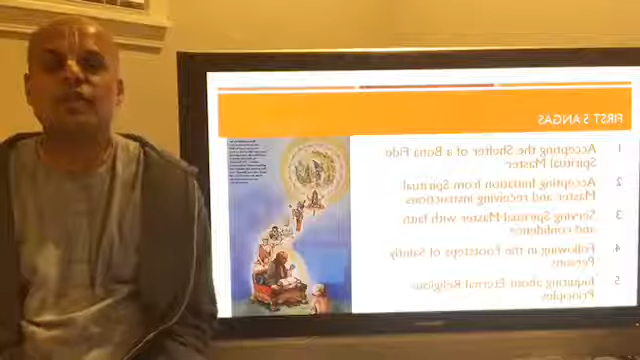 FIRST 5 ANGAS
1 Accepting the Shelter of a Bona Fide
Spiritual Master
2 Accepting Initiation from Spiritual
Master and receiving instructions
3 Serving Spiritual Master with faith
and confidence
4. Following in the Footsteps of Saintly
Persons
5 Inquiring about Eternal Religious
Principles